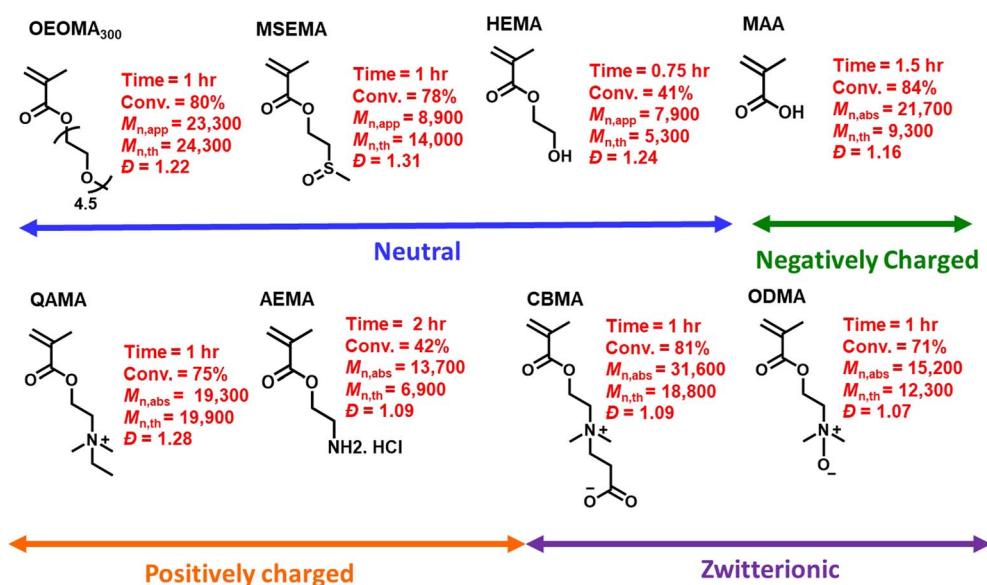 OEOMA300
Time = 1 hr
Conv. = 80%
Mn,app = 23,300
Mn,th = 24,300
Đ = 1.22
O
O
O
4.5
MSEMA
Time = 1 hr
Conv. = 78%
Mn,app = 8,900
Mn,th = 14,000
Đ = 1.31
O
O
O S
HEMA
Time = 0.75 hr
Conv. = 41%
Mn,app = 7,900
Mn,th = 5,300
Đ = 1.24
O
O
OH
MAA
Time = 1.5 hr
Conv. = 84%
Mn,abs = 21,700
Mn,th = 9,300
Đ = 1.16
O
OH
Neutral
Negatively Charged
QAMA
Time = 1 hr
Conv. = 75%
Mn,abs = 19,300
Mn,th = 19,900
Đ = 1.28
O
O
N+
AEMA
Time = 2 hr
Conv. = 42%
Mn,abs = 13,700
Mn,th = 6,900
Đ = 1.09
O
O
NH2. HCl
CBMA
Time = 1 hr
Conv. = 81%
Mn,abs = 31,600
Mn,th = 18,800
Đ = 1.09
O
O
N+
−O O
ODMA
Time = 1 hr
Conv. = 71%
Mn,abs = 15,200
Mn,th = 12,300
Đ = 1.07
O
O
N+
O−
Positively charged
Zwitterionic